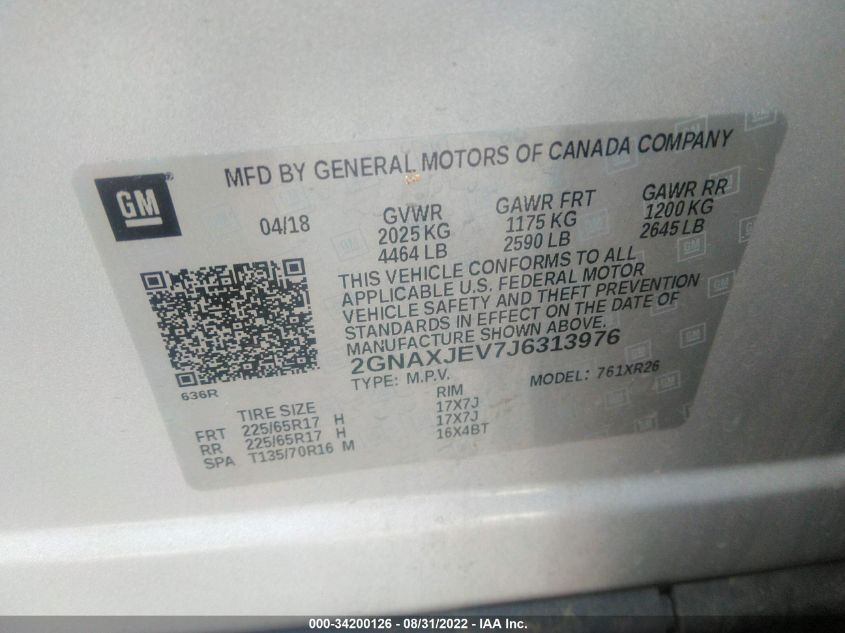 MFD BY GENERAL MOTORS OF CANADA COMPANY
GM
04/18
GVWR
2025 KG
4464 LB
GAWR FRT
1175 KG
2590 LB
GAWR RR
1200 KG
2645 LB
THIS VEHICLE CONFORMS TO ALL
APPLICABLE U.S. FEDERAL MOTOR
VEHICLE SAFETY AND THEFT PREVENTION
STANDARDS IN EFFECT ON THE DATE OF
MANUFACTURE SHOWN ABOVE.
2GNAXJEV7J6313976
TYPE: M.P.V. MODEL: 761XR26
636R
TIRE SIZE RIM
FRT 225/65R17 H 17X7J
RR 225/65R17 H 17X7J
SPA T135/70R16 M 16X4BT
000-34200126 - 08/31/2022 - IAA Inc.